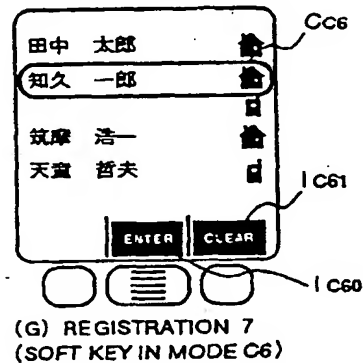 Cc6
田中 太郎
知久 一郎
筑摩 浩一
天童 哲夫
ENTER CLEAR
Ic61
Ic60
(G) REGISTRATION 7
(SOFT KEY IN MODE C6)